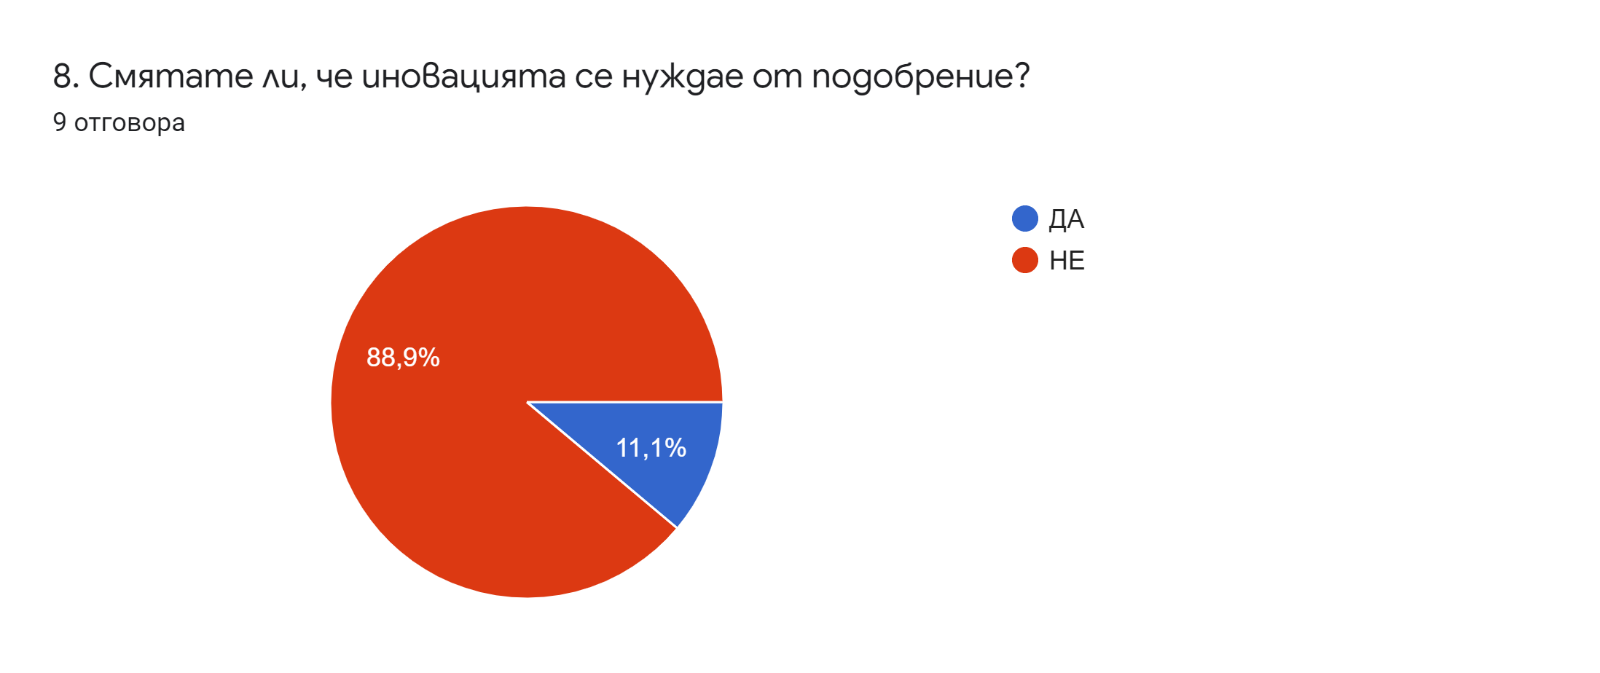 8. Смятате ли, че иновацията се нуждае от подобрение?
9 отговора
ДА
НЕ
88,9%
11,1%